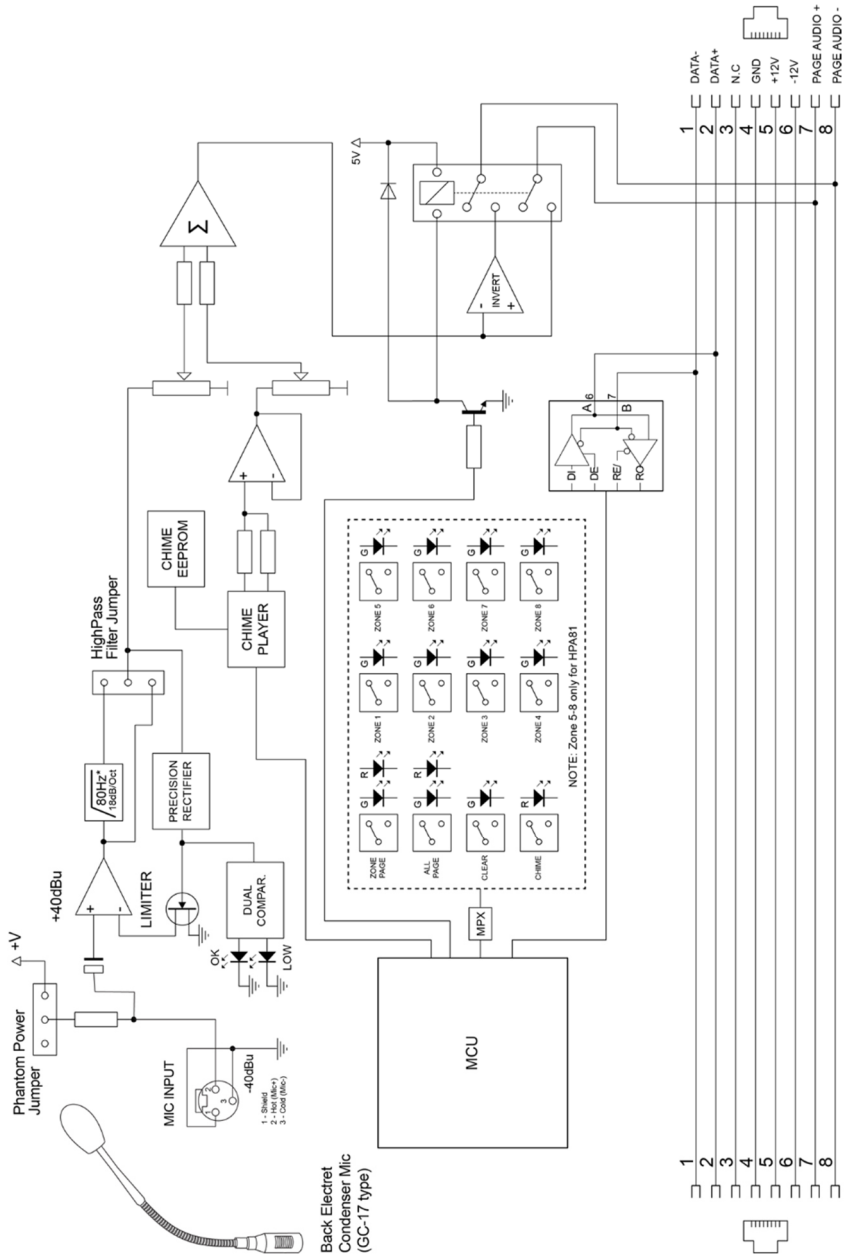 Phantom Power
Jumper
+V
+40dBu
80Hz*
18dB/Oct
HighPass
Filter Jumper
MIC INPUT
1
2
3
-40dBu
1 - Shield
2 - Hot (Mic+)
3 - Cold (Mic-)
+
-
LIMITER
PRECISION
RECTIFIER
OK
LOW
DUAL
COMPAR.
CHIME
EEPROM
CHIME
PLAYER
+
-
Σ
Back Electret
Condenser Mic
(GC-17 type)
MCU
MPX
ZONE
PAGE
G
R
ZONE 1
G
ZONE 5
G
ALL
PAGE
G
R
ZONE 2
G
ZONE 6
G
CLEAR
G
ZONE 3
G
ZONE 7
G
CHIME
R
ZONE 4
G
ZONE 8
G
NOTE: Zone 5-8 only for HPA81
-
+
INVERT
5V
DI
DE
RE/
RO
A
6
B
7
1
2
3
4
5
6
7
8
1 DATA-
2 DATA+
3 N.C
4 GND
5 +12V
6 -12V
7 PAGE AUDIO +
8 PAGE AUDIO -